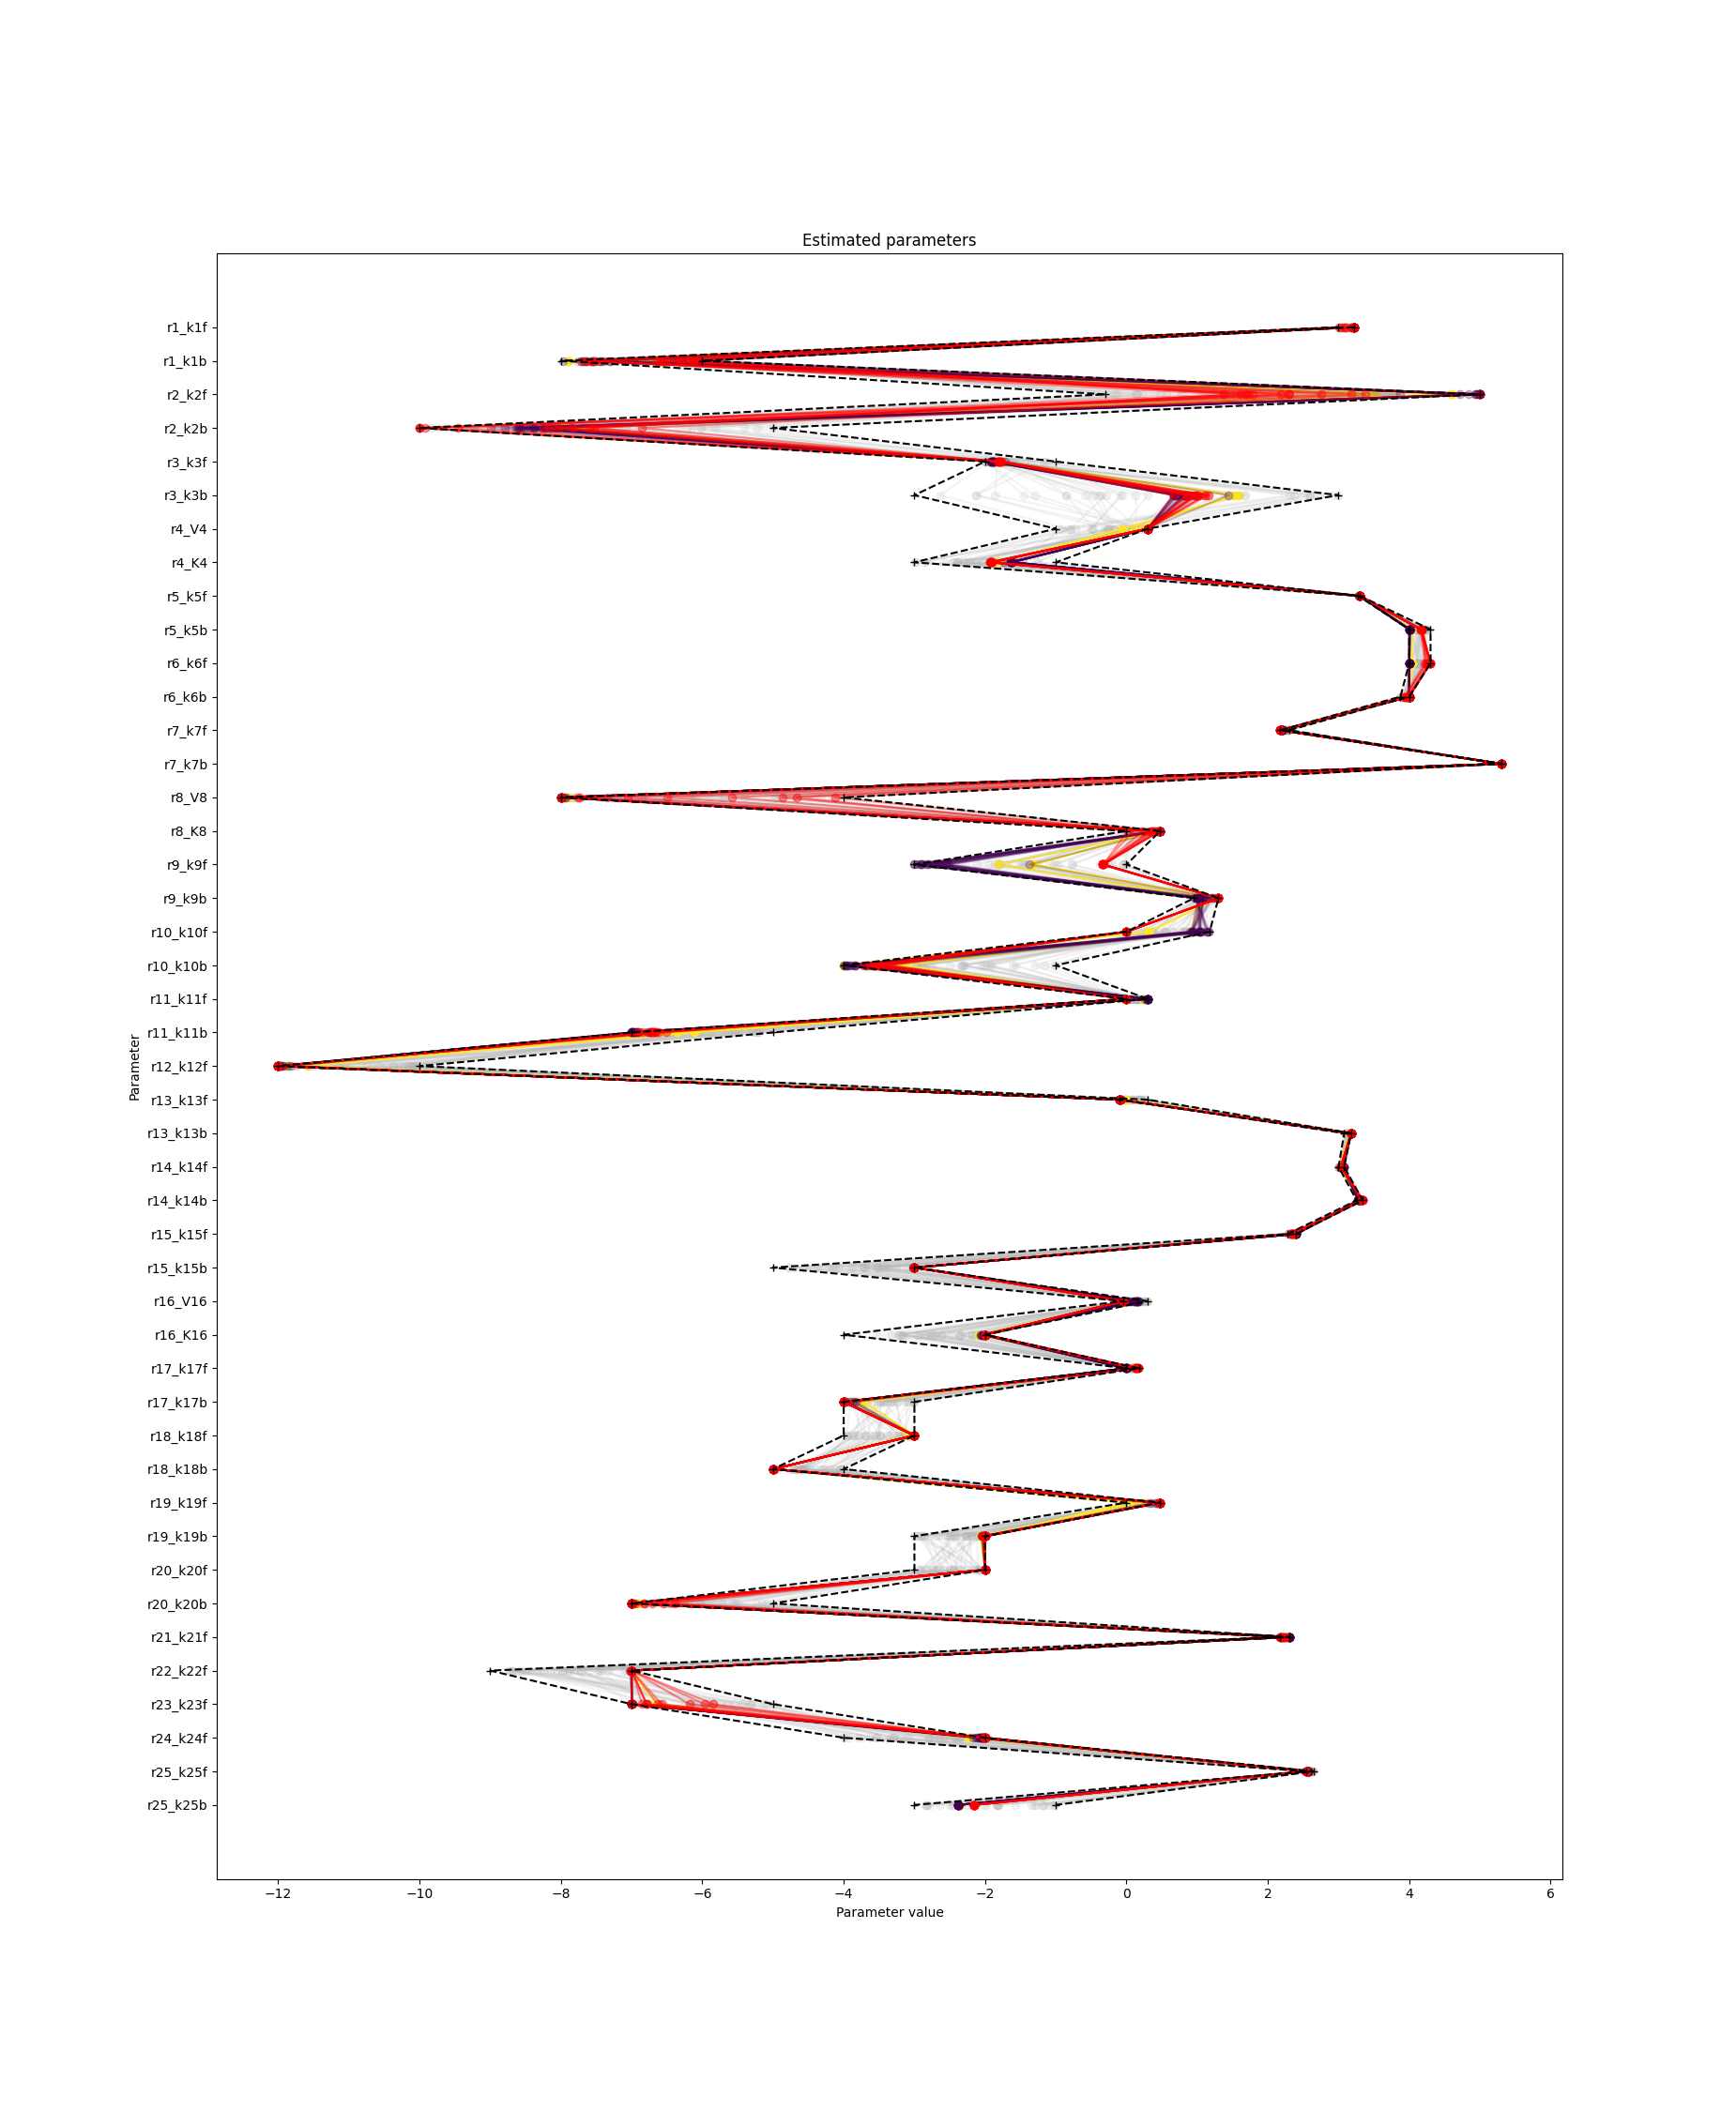 Estimated parameters
r1_k1f
r1_k1b
r2_k2f
r2_k2b
r3_k3f
r3_k3b
r4_V4
r4_K4
r5_k5f
r5_k5b
r6_k6f
r6_k6b
r7_k7f
r7_k7b
r8_V8
r8_K8
r9_k9f
r9_k9b
r10_k10f
r10_k10b
r11_k11f
r11_k11b
r12_k12f
r13_k13f
r13_k13b
r14_k14f
r14_k14b
r15_k15f
r15_k15b
r16_V16
r16_K16
r17_k17f
r17_k17b
r18_k18f
r18_k18b
r19_k19f
r19_k19b
r20_k20f
r20_k20b
r21_k21f
r22_k22f
r23_k23f
r24_k24f
r25_k25f
r25_k25b
Parameter
−12 −10 −8 −6 −4 −2 0 2 4 6
Parameter value